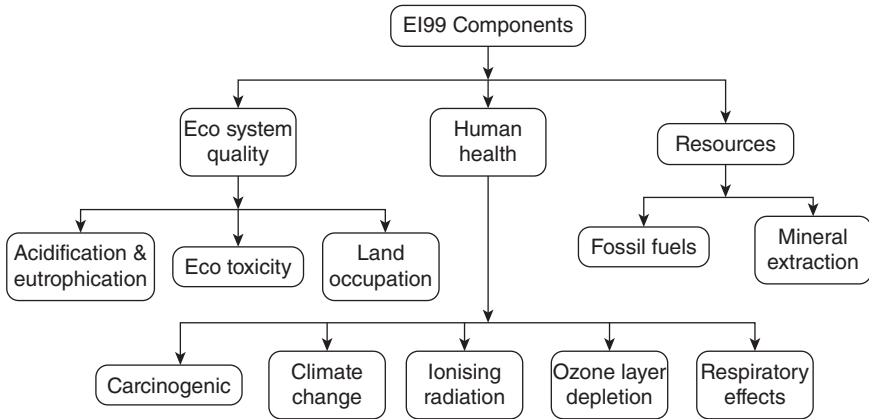 EI99 Components
Eco system
quality
Human
health
Resources
Acidification &
eutrophication
Eco toxicity
Land
occupation
Fossil fuels
Mineral
extraction
Carcinogenic
Climate
change
Ionising
radiation
Ozone layer
depletion
Respiratory
effects